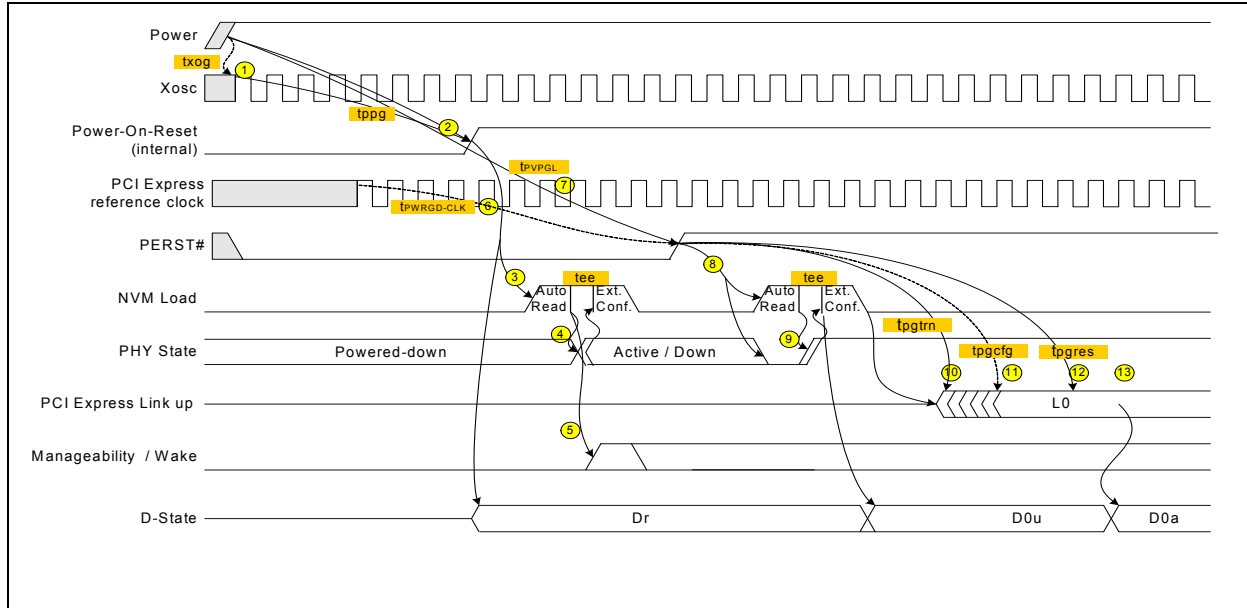 Power
txog
1
Xosc
tppg
2
Power-On-Reset
(internal)
tPVPGL
7
PCI Express
reference clock
tPWRGD-CLK
6
PERST#
8
3
tee
tee
NVM Load
Auto
Read
Ext.
Conf.
Auto
Read
Ext.
Conf.
tpgtrn
4
9
PHY State
Powered-down
Active / Down
tpgcfg
tpgres
10
11
12
13
PCI Express Link up
L0
5
Manageability / Wake
D-State
Dr
D0u
D0a